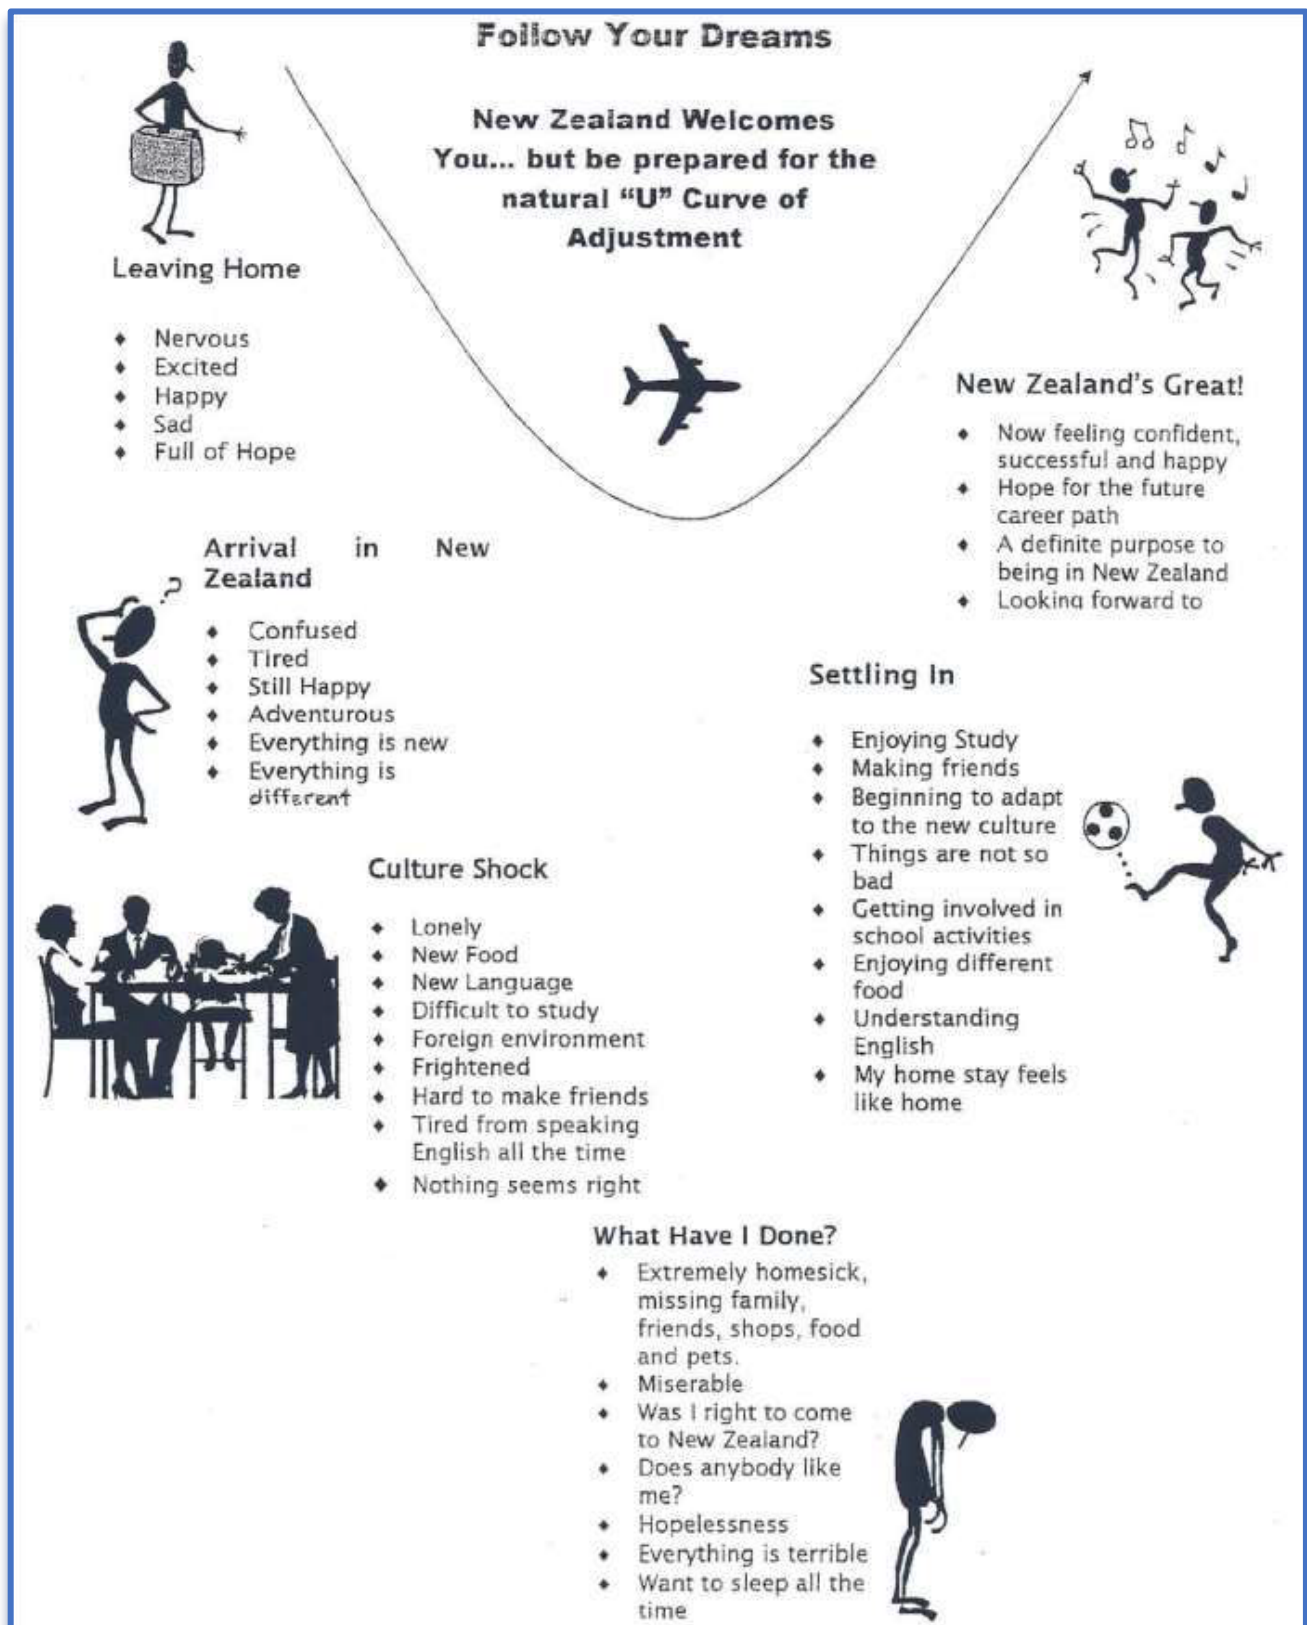 Follow Your Dreams
New Zealand Welcomes
You... but be prepared for the
natural “U” Curve of
Adjustment
Leaving Home
♦ Nervous
♦ Excited
♦ Happy
♦ Sad
♦ Full of Hope
Arrival in New
Zealand
♦ Confused
♦ Tired
♦ Still Happy
♦ Adventurous
♦ Everything is new
♦ Everything is
different
Culture Shock
♦ Lonely
♦ New Food
♦ New Language
♦ Difficult to study
♦ Foreign environment
♦ Frightened
♦ Hard to make friends
♦ Tired from speaking
English all the time
♦ Nothing seems right
What Have I Done?
♦ Extremely homesick,
missing family,
friends, shops, food
and pets.
♦ Miserable
♦ Was I right to come
to New Zealand?
♦ Does anybody like
me?
♦ Hopelessness
♦ Everything is terrible
♦ Want to sleep all the
time
Settling In
♦ Enjoying Study
♦ Making friends
♦ Beginning to adapt
to the new culture
♦ Things are not so
bad
♦ Getting involved in
school activities
♦ Enjoying different
food
♦ Understanding
English
♦ My home stay feels
like home
New Zealand's Great!
♦ Now feeling confident,
successful and happy
♦ Hope for the future
career path
♦ A definite purpose to
being in New Zealand
♦ Looking forward to
?